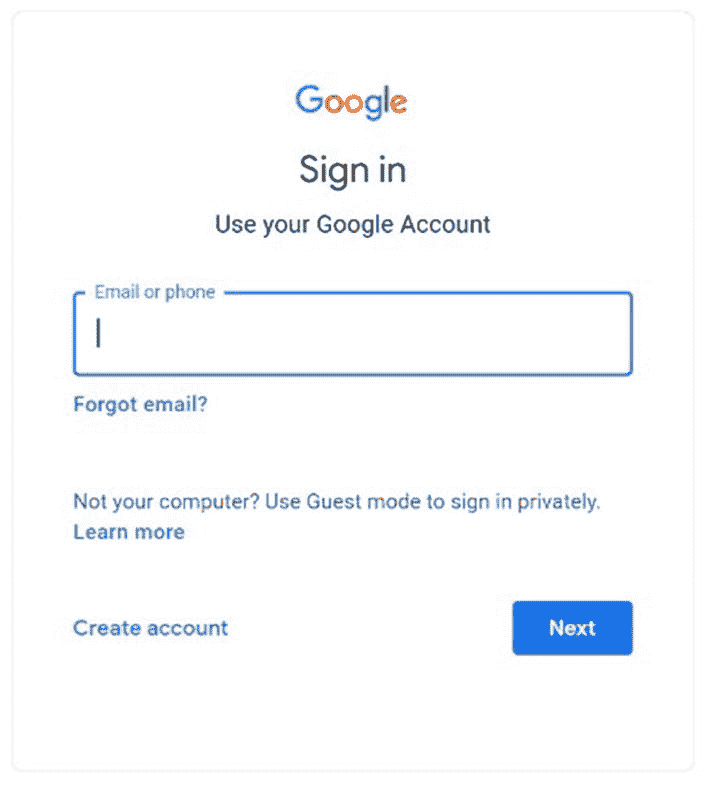 Google
Sign in
Use your Google Account
Email or phone
Forgot email?
Not your computer? Use Guest mode to sign in privately.
Learn more
Create account
Next